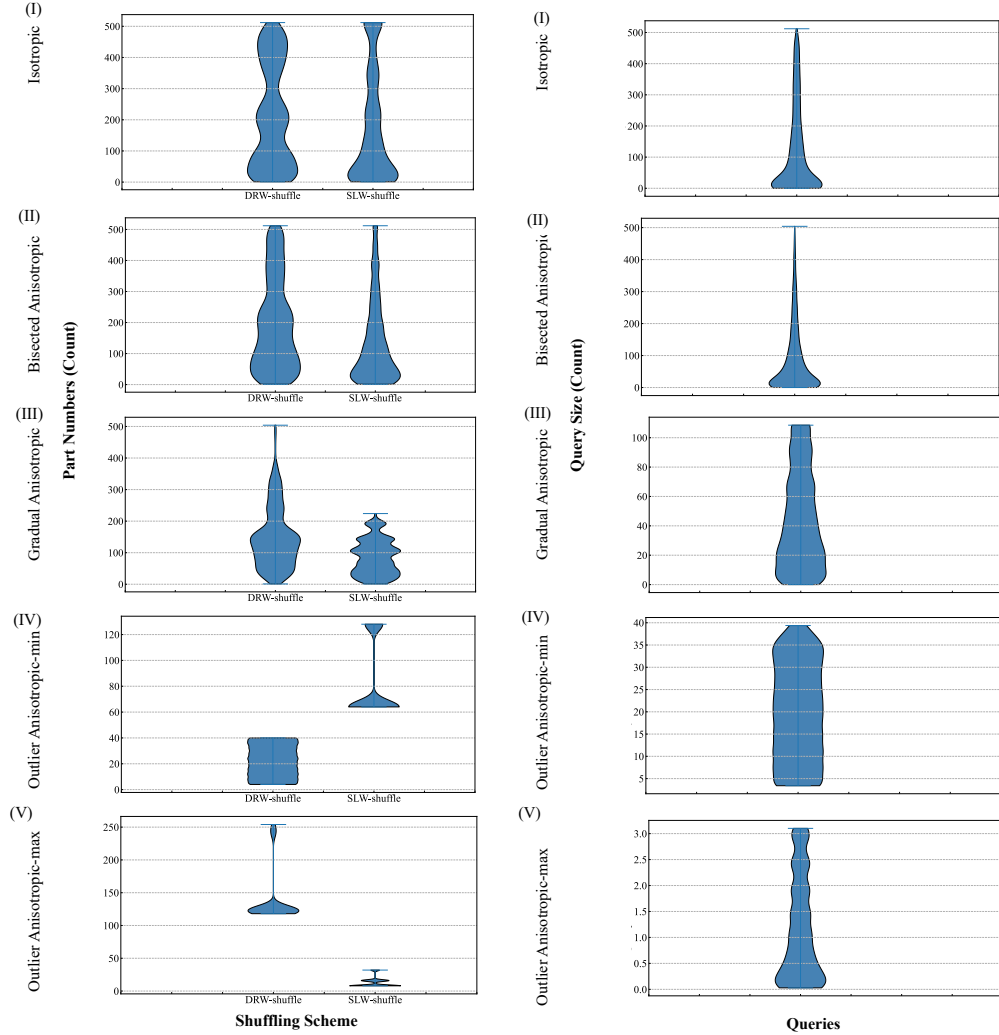 (I)
Isotropic
500
400
300
200
100
0
DRW-shuffle SLW-shuffle
(II)
Bisected Anisotropic
500
400
300
200
100
0
DRW-shuffle SLW-shuffle
(III)
Gradual Anisotropic
500
400
300
200
100
0
DRW-shuffle SLW-shuffle
(IV)
Outlier Anisotropic-min
120
100
80
60
40
20
0
DRW-shuffle SLW-shuffle
(V)
Outlier Anisotropic-max
250
200
150
100
50
0
DRW-shuffle SLW-shuffle
Part Numbers (Count)
Shuffling Scheme
(I)
Isotropic
500
400
300
200
100
0
(II)
Bisected Anisotropic
500
400
300
200
100
0
(III)
Gradual Anisotropic
100
80
60
40
20
0
(IV)
Outlier Anisotropic-min
40
35
30
25
20
15
10
5
(V)
Outlier Anisotropic-max
3.0
2.5
2.0
1.5
1.0
0.5
0.0
Query Size (Count)
Queries